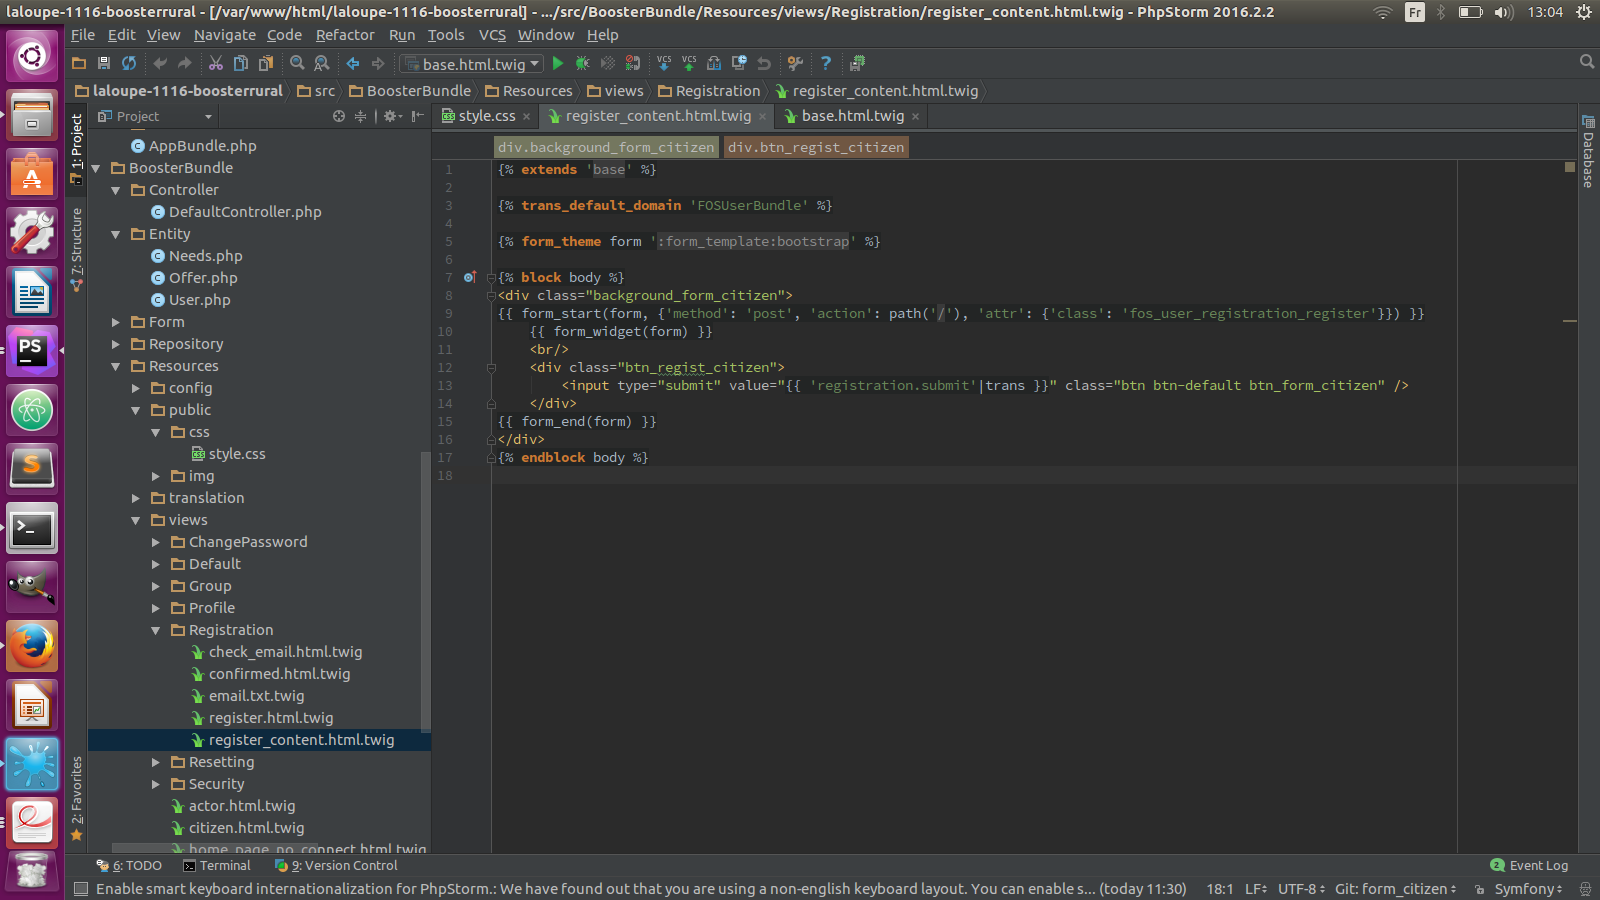 laloupe-1116-boosterrural - [/var/www/html/laloupe-1116-boosterrural] - .../src/BoosterBundle/Resources/views/Registration/register_content.html.twig - PhpStorm 2016.2.2
Fr
13:04
File Edit View Navigate Code Refactor Run Tools VCS Window Help
base.html.twig
VCS VCS
laloupe-1116-boosterrural src BoosterBundle Resources views Registration register_content.html.twig
1: Project
7: Structure
2: Favorites
Database
Project
style.css register_content.html.twig base.html.twig
div.background_form_citizen div.btn_regist_citizen
AppBundle.php
BoosterBundle
Controller
DefaultController.php
Entity
Needs.php
Offer.php
User.php
Form
Repository
Resources
config
public
css
style.css
img
translation
views
ChangePassword
Default
Group
Profile
Registration
check_email.html.twig
confirmed.html.twig
email.txt.twig
register.html.twig
register_content.html.twig
Resetting
Security
actor.html.twig
citizen.html.twig
home_page_no_connect.html.twig
1 {% extends 'base' %}
2
3 {% trans_default_domain 'FOSUserBundle' %}
4
5 {% form_theme form ':form_template:bootstrap' %}
6
7 {% block body %}
8 <div class="background_form_citizen">
9 {{ form_start(form, {'method': 'post', 'action': path('/'), 'attr': {'class': 'fos_user_registration_register'}}) }}
10 {{ form_widget(form) }}
11 <br/>
12 <div class="btn_regist_citizen">
13 <input type="submit" value="{{ 'registration.submit'|trans }}" class="btn btn-default btn_form_citizen" />
14 </div>
15 {{ form_end(form) }}
16 </div>
17 {% endblock body %}
18
6: TODO Terminal 9: Version Control 2 Event Log
Enable smart keyboard internationalization for PhpStorm.: We have found out that you are using a non-english keyboard layout. You can enable s... (today 11:30) 18:1 LF UTF-8 Git: form_citizen Symfony